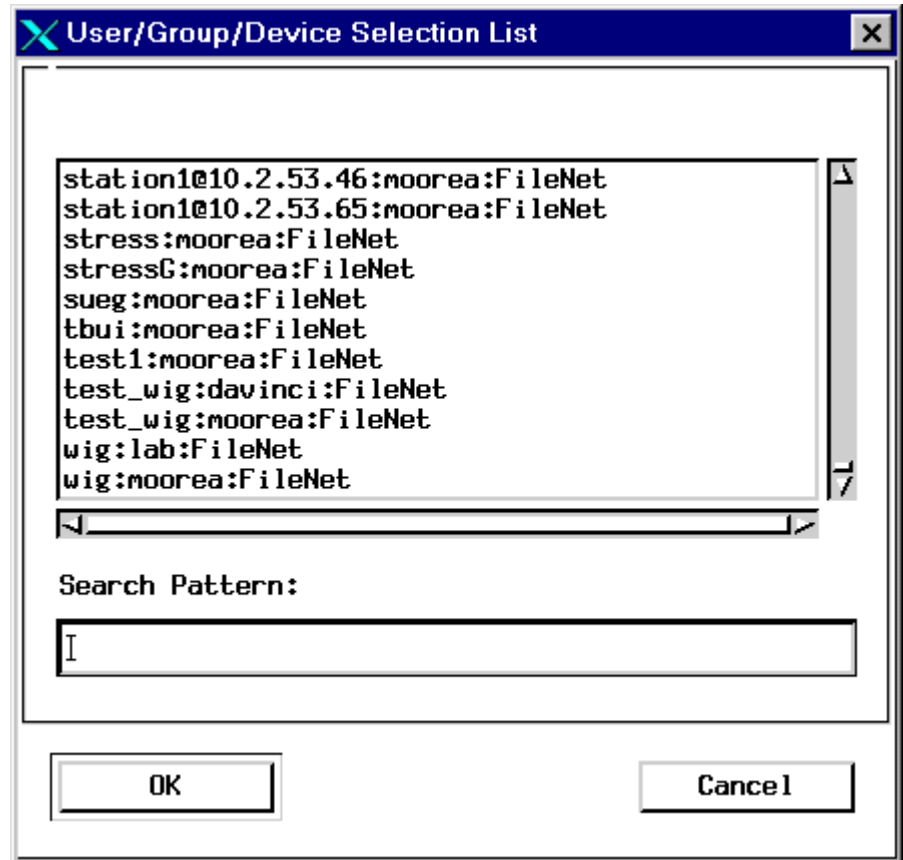 User/Group/Device Selection List
station1@10.2.53.46:moorea:FileNet
station1@10.2.53.65:moorea:FileNet
stress:moorea:FileNet
stressG:moorea:FileNet
sueg:moorea:FileNet
tbui:moorea:FileNet
test1:moorea:FileNet
test_wig:davinci:FileNet
test_wig:moorea:FileNet
wig:lab:FileNet
wig:moorea:FileNet
Search Pattern:
OK Cancel